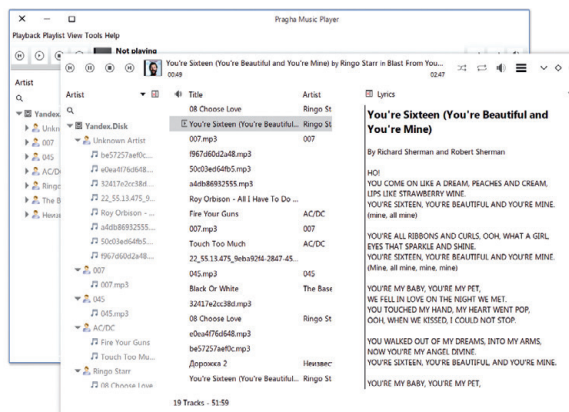 Pragha Music Player
Playback Playlist View Tools Help
Not playing
You're Sixteen (You're Beautiful and You're Mine) by Ringo Starr in Blast From You...
00:49
02:47
Artist
Yandex.
Unkn
007
045
AC/D
Ringo
The B
Неиз
Artist
Yandex.Disk
Unknown Artist
be57257aef0c...
e0ea4f76d648...
32417e2cc38d...
22_55.13.475_...
Roy Orbison - ...
a4db86932555...
50c03ed64fb5...
f967d60d2a48...
007
007.mp3
045
045.mp3
AC/DC
Fire Your Guns
Touch Too Mu...
Ringo Starr
08 Choose Love
Title Artist
08 Choose Love Ringo St
You're Sixteen (You're Beautiful... Ringo St
007.mp3 007
f967d60d2a48.mp3
50c03ed64fb5.mp3
a4db86932555.mp3
Roy Orbison - All I Have To Do ...
Fire Your Guns AC/DC
007.mp3 007
Touch Too Much AC/DC
22_55.13.475_9eba92f4-2847-45...
045.mp3 045
Black Or White The Base
32417e2cc38d.mp3
08 Choose Love Ringo St
e0ea4f76d648.mp3
be57257aef0c.mp3
Дорожка 2 Неизвес
You're Sixteen (You're Beautiful... Ringo St
19 Tracks - 51:59
Lyrics
You're Sixteen (You're Beautiful and
You're Mine)
By Richard Sherman and Robert Sherman
HO!
YOU COME ON LIKE A DREAM, PEACHES AND CREAM,
LIPS LIKE STRAWBERRY WINE.
YOU'RE SIXTEEN, YOU'RE BEAUTIFUL AND YOU'RE MINE.
(mine, all mine)
YOU'RE ALL RIBBONS AND CURLS, OOH, WHAT A GIRL,
EYES THAT SPARKLE AND SHINE.
YOU'RE SIXTEEN, YOU'RE BEAUTIFUL AND YOU'RE MINE.
(Mine, all mine, mine, mine)
YOU'RE MY BABY, YOU'RE MY PET,
WE FELL IN LOVE ON THE NIGHT WE MET.
YOU TOUCHED MY HAND, MY HEART WENT POP,
OOH, WHEN WE KISSED, I COULD NOT STOP.
YOU WALKED OUT OF MY DREAMS, INTO MY ARMS,
NOW YOU'RE MY ANGEL DIVINE.
YOU'RE SIXTEEN, YOU'RE BEAUTIFUL, AND YOU'RE MINE.
YOU'RE MY BABY, YOU'RE MY PET,